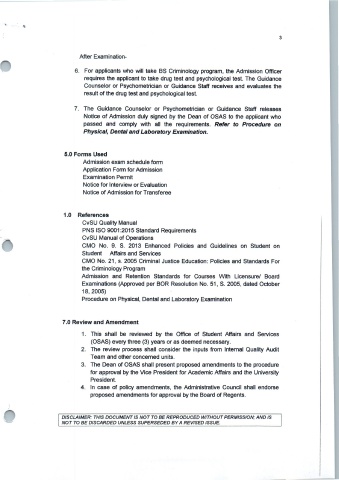 3
After Examination-
6. For applicants who will take BS Criminology program, the Admission Officer
requires the applicant to take drug test and psychological test. The Guidance
Counselor or Psychometrician or Guidance Staff receives and evaluates the
result of the drug test and psychological test.
7. The Guidance Counselor or Psychometrician or Guidance Staff releases
Notice of Admission duly signed by the Dean of OSAS to the applicant who
passed and comply with all the requirements. Refer to Procedure on
Physical, Dental and Laboratory Examination.
5.0 Forms Used
Admission exam schedule form
Application Form for Admission
Examination Permit
Notice for Interview or Evaluation
Notice of Admission for Transferee
1.0 References
CvSU Quality Manual
PNS ISO 9001:2015 Standard Requirements
CvSU Manual of Operations
CMO No. 9, S. 2013 Enhanced Policies and Guidelines on Student on
Student Affairs and Services
CMO No. 21, s. 2005 Criminal Justice Education: Policies and Standards For
the Criminology Program
Admission and Retention Standards for Courses With Licensure/ Board
Examinations (Approved per BOR Resolution No. 51, S. 2005, dated October
18, 2005)
Procedure on Physical, Dental and Laboratory Examination
7.0 Review and Amendment
1. This shall be reviewed by the Office of Student Affairs and Services
(OSAS) every three (3) years or as deemed necessary.
2. The review process shall consider the inputs from Internal Quality Audit
Team and other concerned units.
3. The Dean of OSAS shall present proposed amendments to the procedure
for approval by the Vice President for Academic Affairs and the University
President.
4. In case of policy amendments, the Administrative Council shall endorse
proposed amendments for approval by the Board of Regents.
DISCLAIMER: THIS DOCUMENT IS NOT TO BE REPRODUCED WITHOUT PERMISSION; AND IS
NOT TO BE DISCARDED UNLESS SUPERSEDED BY A REVISED ISSUE.